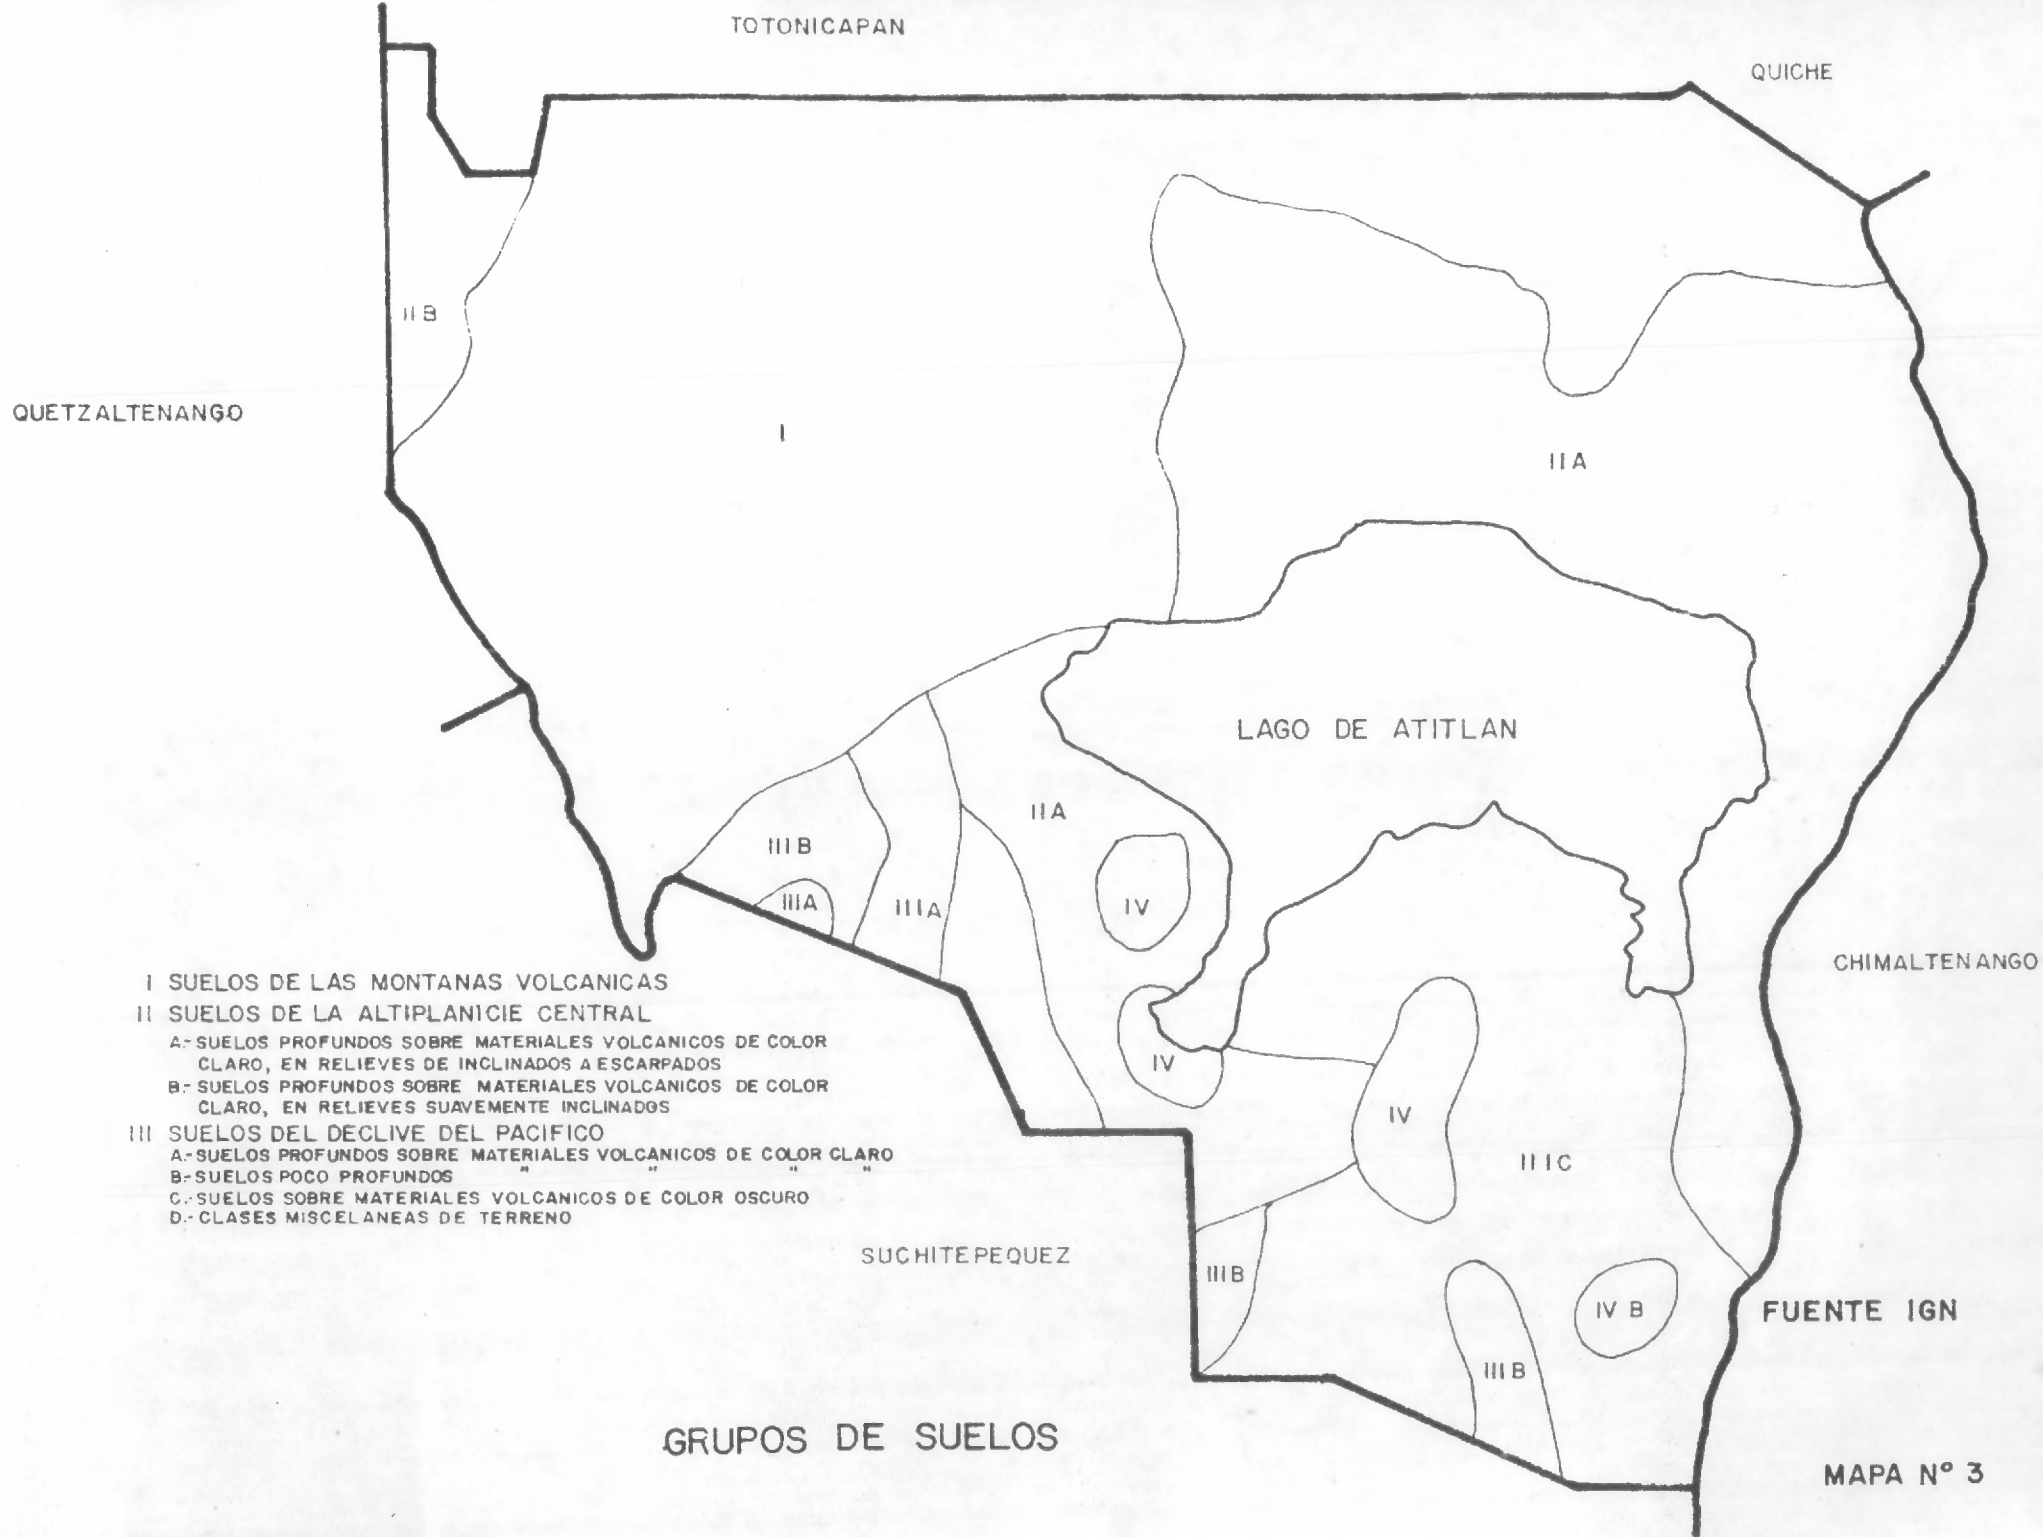 TOTONICAPAN
QUICHE
II B
QUETZALTENANGO
I
II A
LAGO DE ATITLAN
II A
III B
III A
III A
IV
CHIMALTENANGO
I SUELOS DE LAS MONTANAS VOLCANICAS
II SUELOS DE LA ALTIPLANICIE CENTRAL
A.- SUELOS PROFUNDOS SOBRE MATERIALES VOLCANICOS DE COLOR
CLARO, EN RELIEVES DE INCLINADOS A ESCARPADOS
B.- SUELOS PROFUNDOS SOBRE MATERIALES VOLCANICOS DE COLOR
CLARO, EN RELIEVES SUAVEMENTE INCLINADOS
III SUELOS DEL DECLIVE DEL PACIFICO
A.- SUELOS PROFUNDOS SOBRE MATERIALES VOLCANICOS DE COLOR CLARO
B.- SUELOS POCO PROFUNDOS " " " "
C.- SUELOS SOBRE MATERIALES VOLCANICOS DE COLOR OSCURO
D.- CLASES MISCELANEAS DE TERRENO
IV
IV
III C
SUCHITEPEQUEZ
III B
IV B
FUENTE IGN
III B
GRUPOS DE SUELOS
MAPA Nº 3